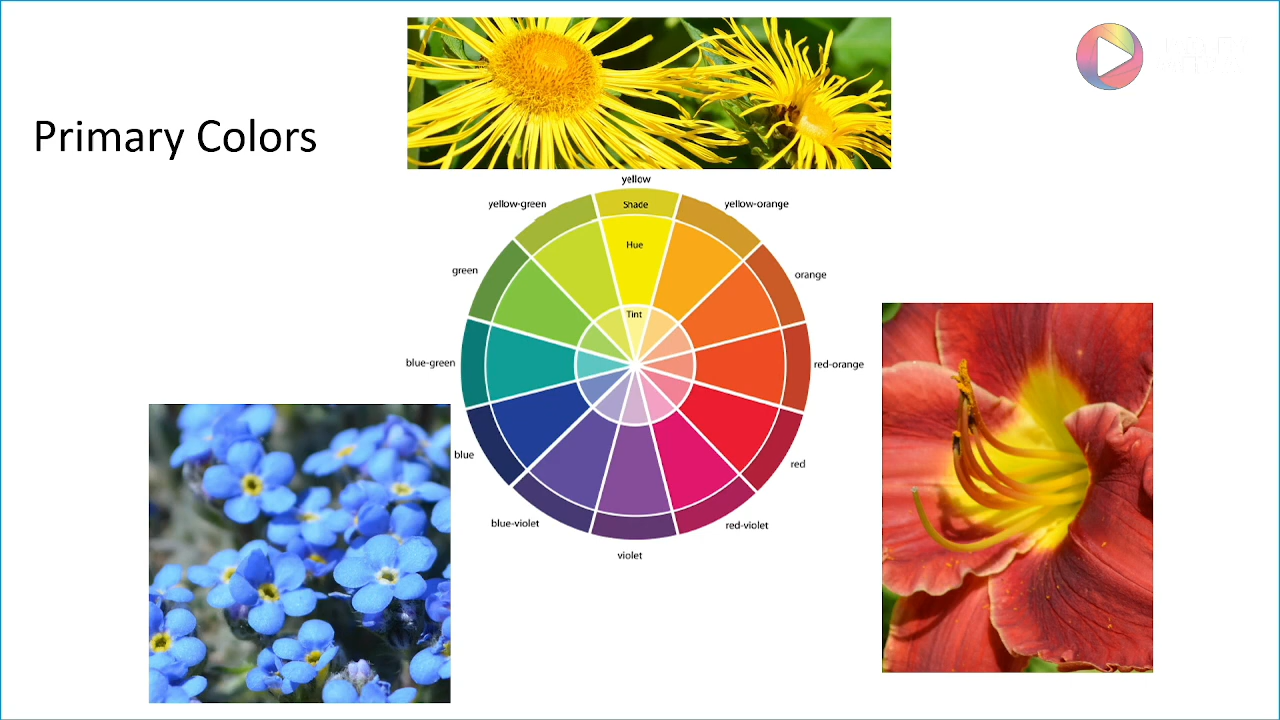 Primary Colors
yellow
yellow-green
Shade
yellow-orange
Hue
green
orange
Tint
blue-green
red-orange
blue
red
blue-violet
red-violet
violet